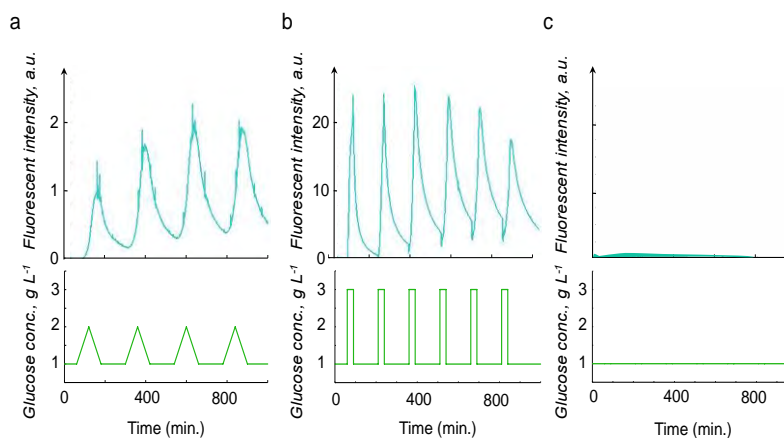 a
b
c
Fluorescent intensity, a.u.
2
1
0
Fluorescent intensity, a.u.
20
10
0
Fluorescent intensity, a.u.
Glucose conc., g L⁻¹
3
2
1
Glucose conc., g L⁻¹
3
2
1
Glucose conc., g L⁻¹
3
2
1
0 400 800
0 400 800
0 400 800
Time (min.)
Time (min.)
Time (min.)